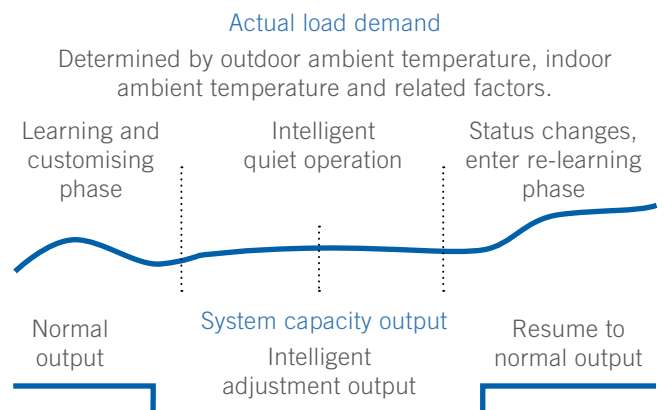 Actual load demand
Determined by outdoor ambient temperature, indoor
ambient temperature and related factors.
Learning and
customising
phase
Intelligent
quiet operation
Status changes,
enter re-learning
phase
Normal
output
System capacity output
Intelligent
adjustment output
Resume to
normal output